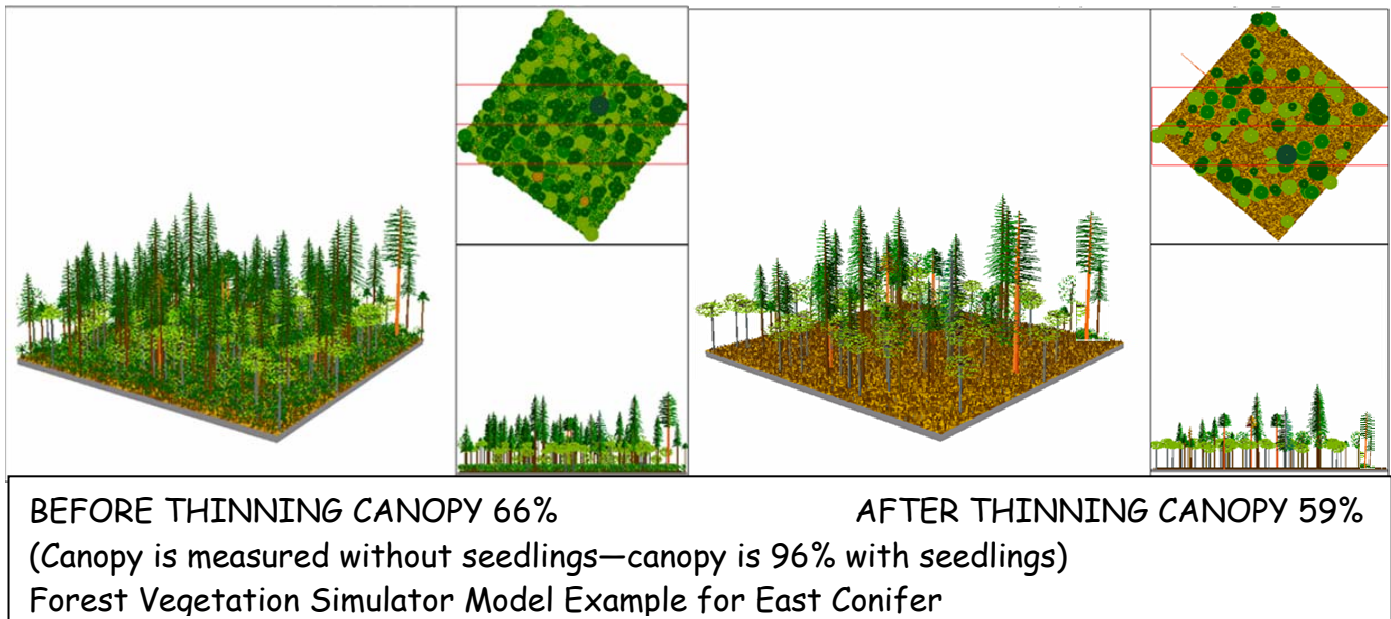 BEFORE THINNING CANOPY 66% AFTER THINNING CANOPY 59%
(Canopy is measured without seedlings—canopy is 96% with seedlings)
Forest Vegetation Simulator Model Example for East Conifer